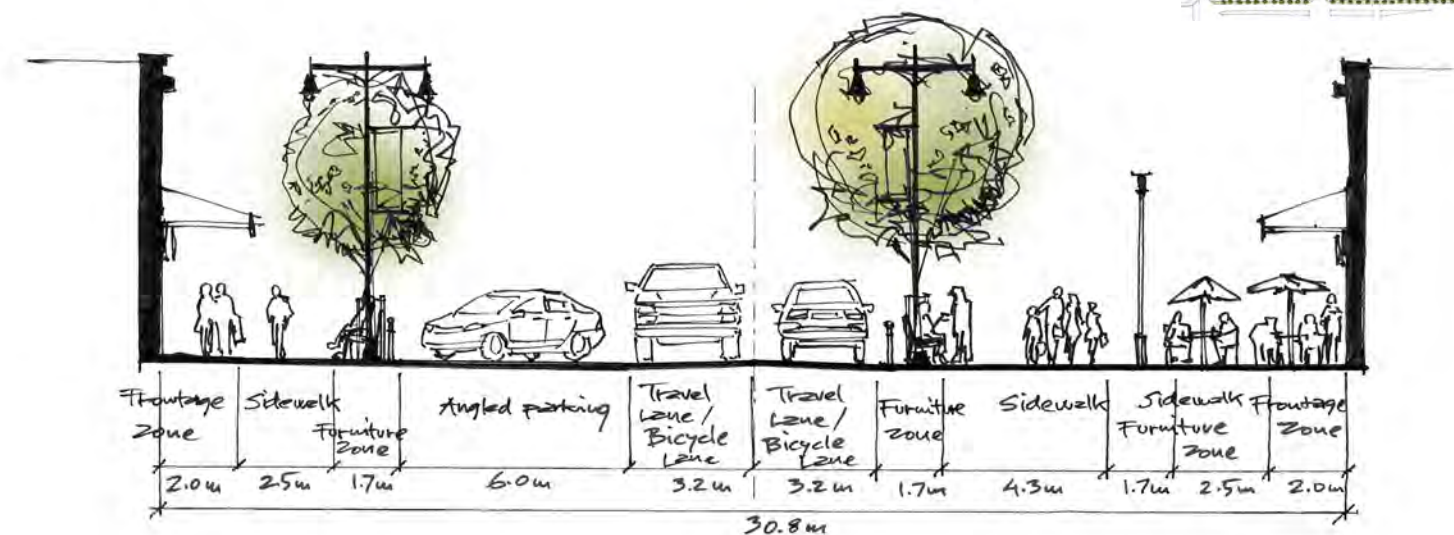 Frontage
Zone
Sidewalk
Furniture
Zone
Angled parking
Travel
Lane /
Bicycle
Lane
Travel
Lane /
Bicycle
Lane
Furniture
Zone
Sidewalk
Sidewalk
Furniture
Zone
Frontage
Zone
2.0m 2.5m 1.7m 6.0m 3.2m 3.2m 1.7m 4.3m 1.7m 2.5m 2.0m
30.8m